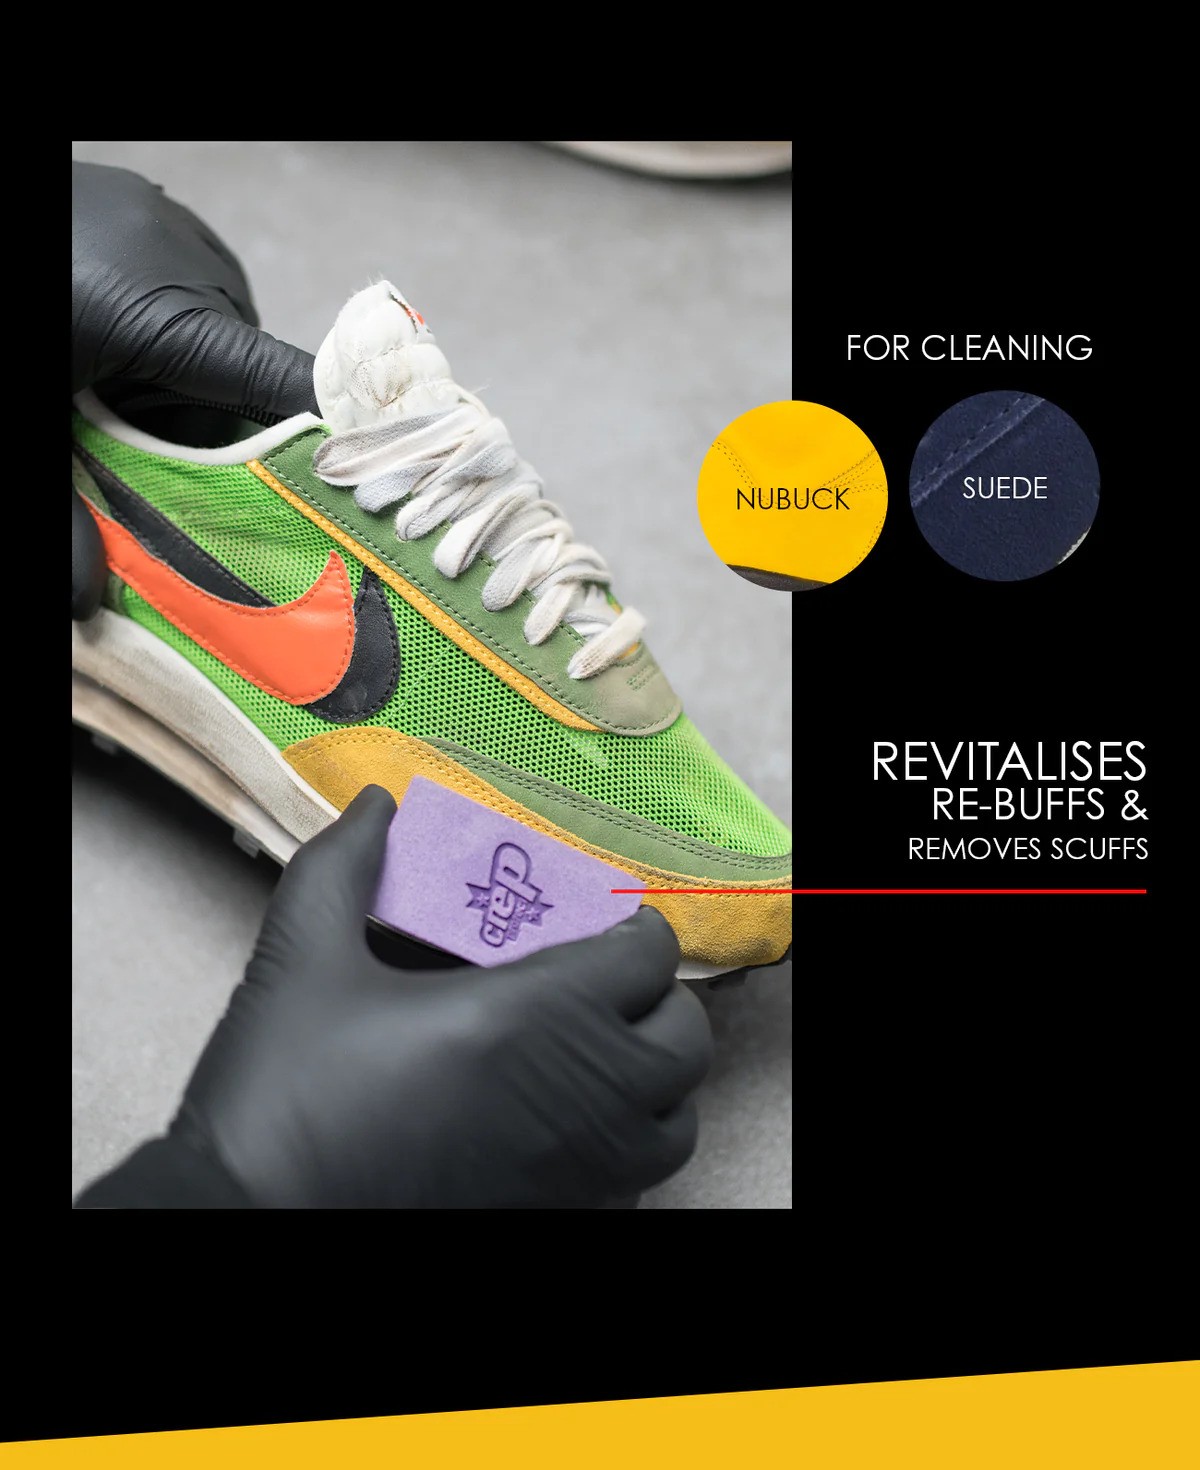 FOR CLEANING
NUBUCK
SUEDE
REVITALISES
RE-BUFFS &
REMOVES SCUFFS
crep